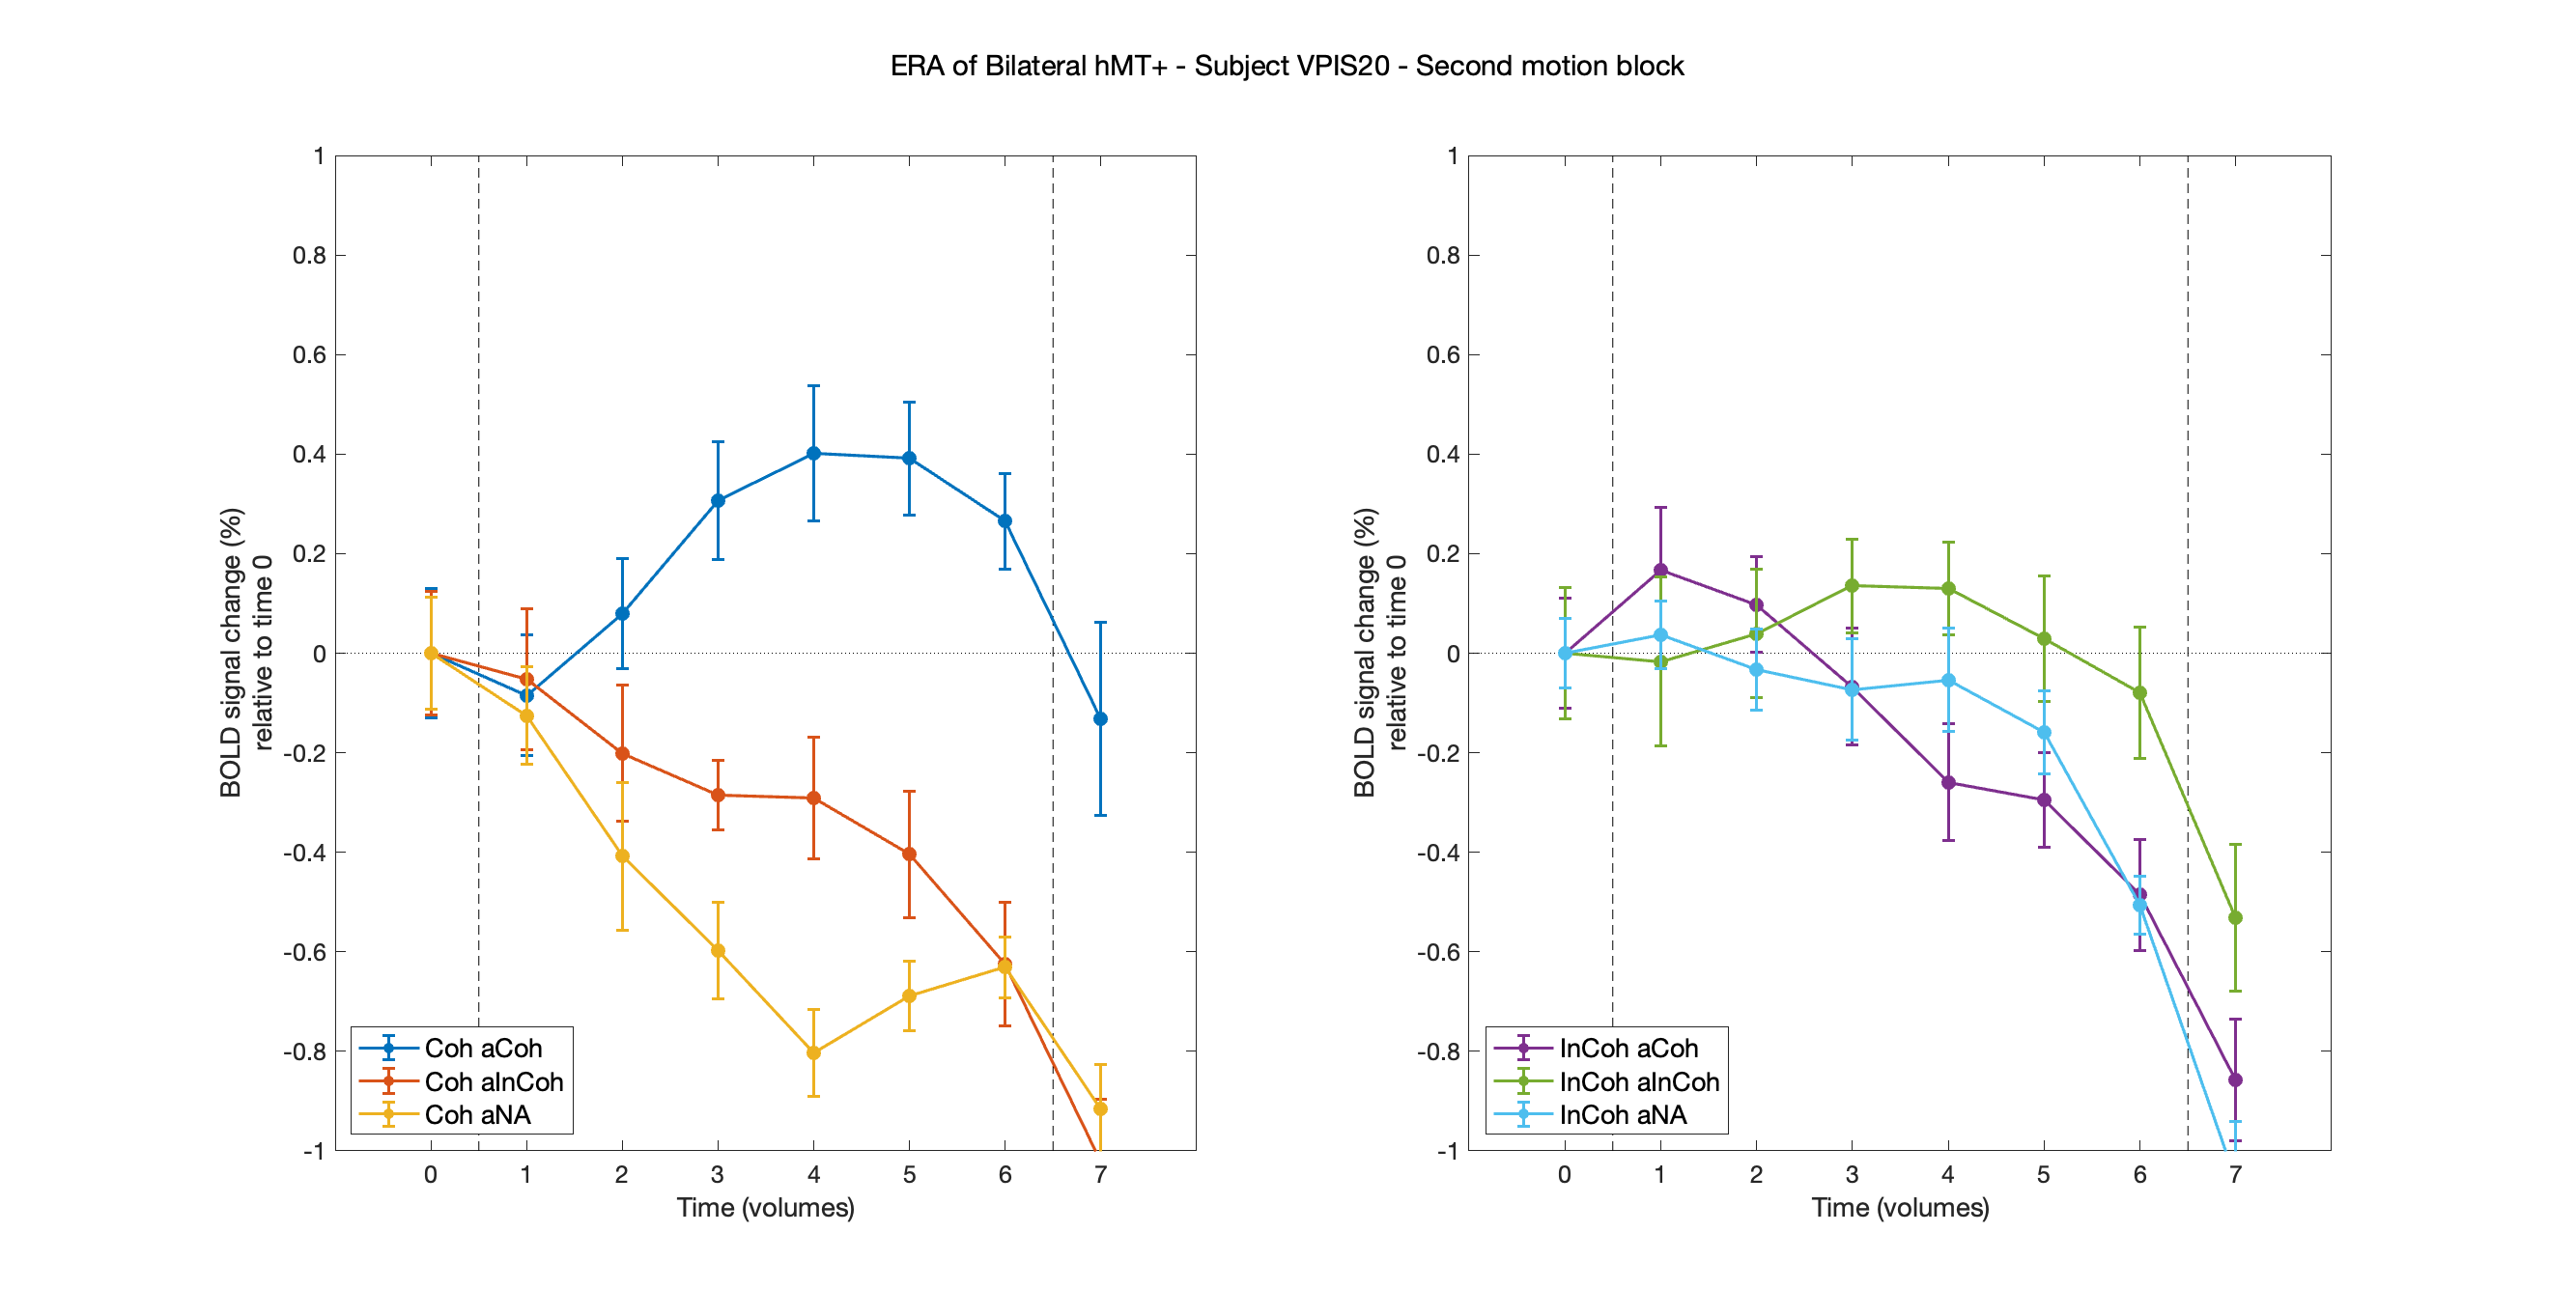 ERA of Bilateral hMT+ - Subject VPIS20 - Second motion block
1
0.8
0.6
0.4
0.2
0
-0.2
-0.4
-0.6
-0.8
-1
BOLD signal change (%)
relative to time 0
Coh aCoh
Coh aInCoh
Coh aNA
0 1 2 3 4 5 6 7
Time (volumes)
1
0.8
0.6
0.4
0.2
0
-0.2
-0.4
-0.6
-0.8
-1
BOLD signal change (%)
relative to time 0
InCoh aCoh
InCoh aInCoh
InCoh aNA
0 1 2 3 4 5 6 7
Time (volumes)